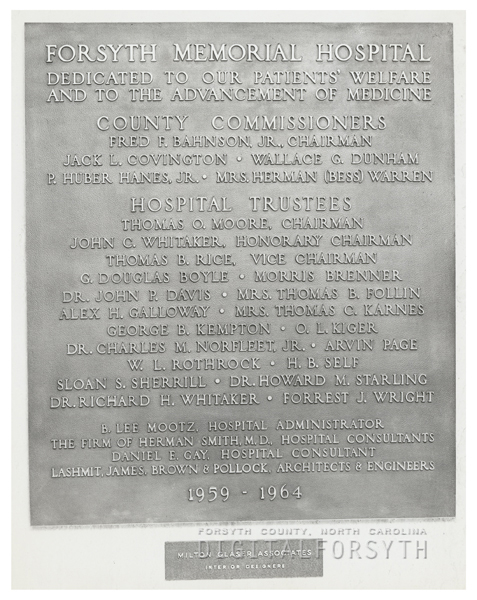 FORSYTH MEMORIAL HOSPITAL
DEDICATED TO OUR PATIENTS' WELFARE
AND TO THE ADVANCEMENT OF MEDICINE
COUNTY COMMISSIONERS
FRED F. BAHNSON, JR., CHAIRMAN
JACK L. COVINGTON • WALLACE G. DUNHAM
P. HUBER HANES, JR. • MRS. HERMAN (BESS) WARREN
HOSPITAL TRUSTEES
THOMAS O. MOORE, CHAIRMAN
JOHN C. WHITAKER, HONORARY CHAIRMAN
THOMAS B. RICE, VICE CHAIRMAN
G. DOUGLAS BOYLE • MORRIS BRENNER
DR. JOHN P. DAVIS • MRS. THOMAS B. FOLLIN
ALEX H. GALLOWAY • MRS. THOMAS C. KARNES
GEORGE B. KEMPTON • O. L. KIGER
DR. CHARLES M. NORFLEET, JR. • ARVIN PAGE
W. L. ROTHROCK • H. B. SELF
SLOAN S. SHERRILL • DR. HOWARD M. STARLING
DR. RICHARD H. WHITAKER • FORREST J. WRIGHT
B. LEE MOOTZ, HOSPITAL ADMINISTRATOR
THE FIRM OF HERMAN SMITH, M.D., HOSPITAL CONSULTANTS
DANIEL E. GAY, HOSPITAL CONSULTANT
LASHMIT, JAMES, BROWN & POLLOCK, ARCHITECTS & ENGINEERS
1959 - 1964
FORSYTH COUNTY, NORTH CAROLINA
DIGITALFORSYTH
MILTON GLASER ASSOCIATES
INTERIOR DESIGNERS